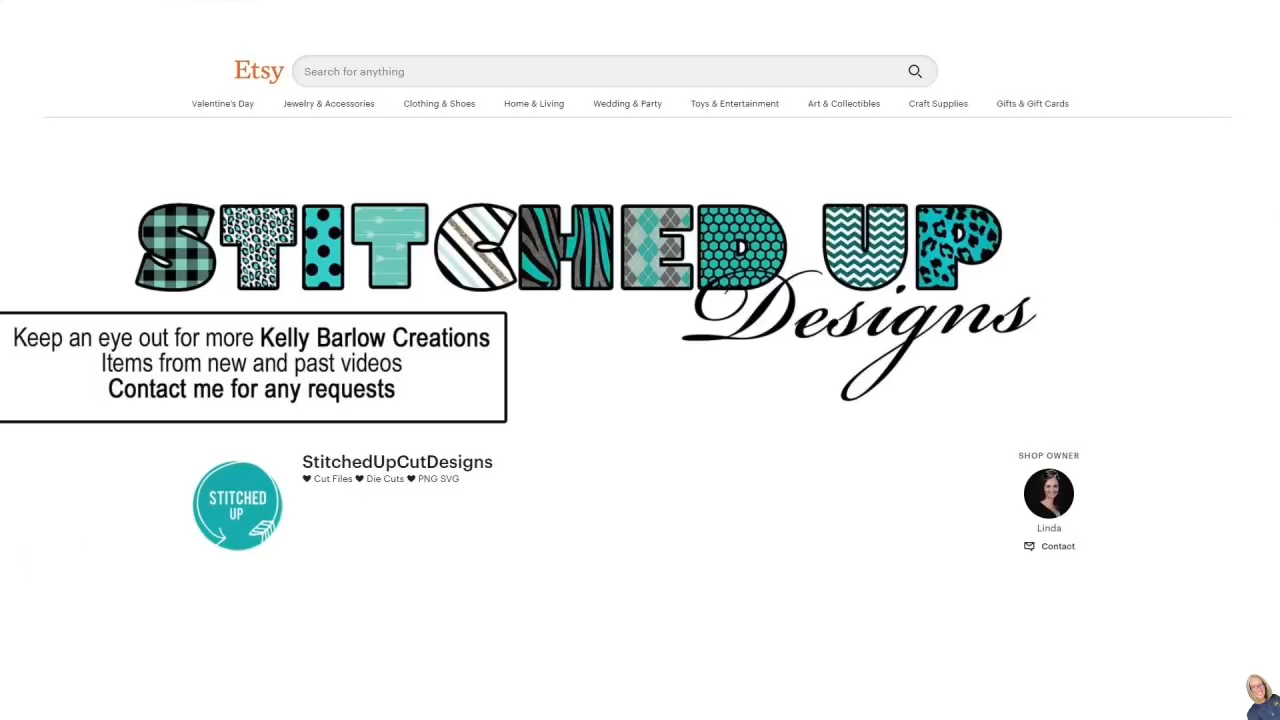 Etsy
Search for anything
Valentine's Day Jewelry & Accessories Clothing & Shoes Home & Living Wedding & Party Toys & Entertainment Art & Collectibles Craft Supplies Gifts & Gift Cards
STITCHED UP
Designs
Keep an eye out for more Kelly Barlow Creations
Items from new and past videos
Contact me for any requests
StitchedUpCutDesigns
♥ Cut Files ♥ Die Cuts ♥ PNG SVG
STITCHED
UP
SHOP OWNER
Linda
Contact